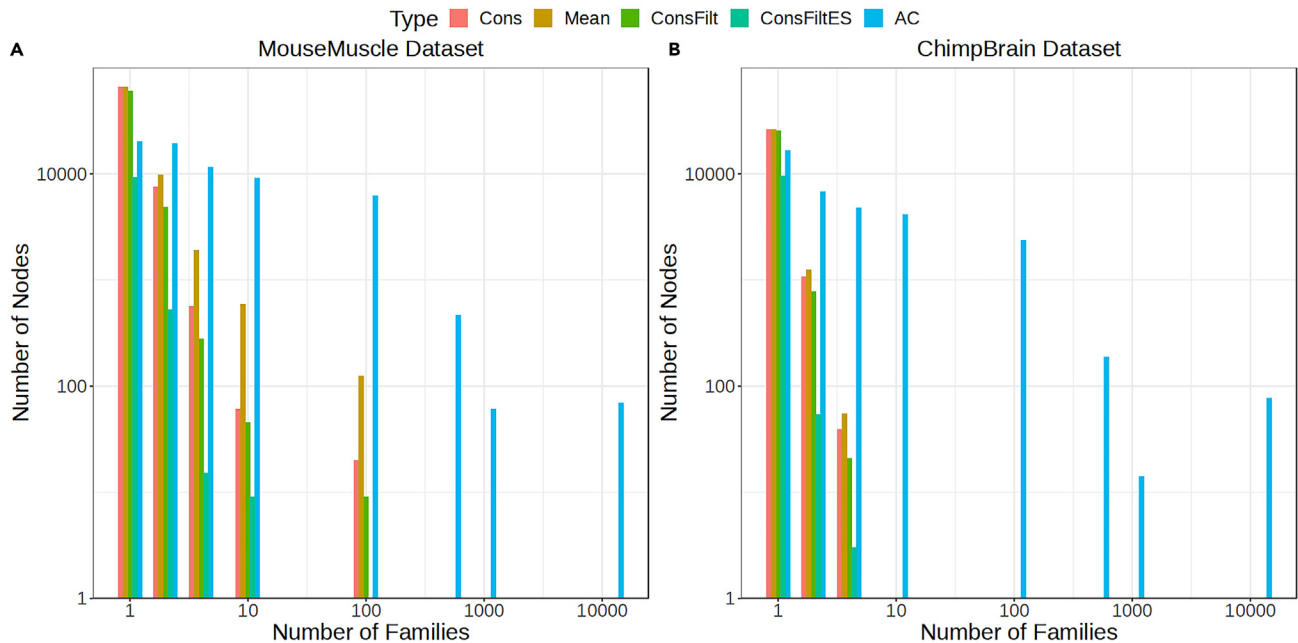 Type Cons Mean ConsFilt ConsFiltES AC
A MouseMuscle Dataset
Number of Nodes
10000
100
1
1 10 100 1000 10000
Number of Families
B ChimpBrain Dataset
Number of Nodes
10000
100
1
1 10 100 1000 10000
Number of Families